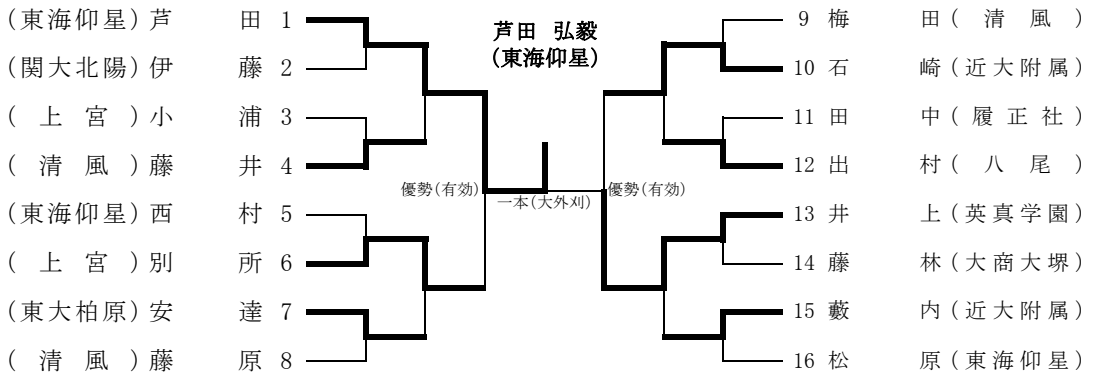 (東海仰星)芦 田 1
(関大北陽)伊 藤 2
( 上 宮 )小 浦 3
( 清 風 )藤 井 4
(東海仰星)西 村 5
( 上 宮 )別 所 6
(東大柏原)安 達 7
( 清 風 )藤 原 8
芦田 弘毅
(東海仰星)
優勢(有効)
一本(大外刈)
優勢(有効)
9 梅 田( 清 風 )
10 石 崎(近大附属)
11 田 中( 履 正 社 )
12 出 村( 八 尾 )
13 井 上(英真学園)
14 藤 林(大商大堺)
15 藪 内(近大附属)
16 松 原(東海仰星)